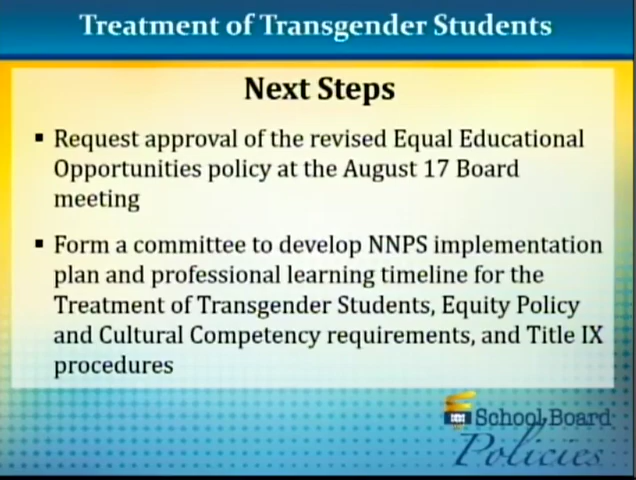 Treatment of Transgender Students
Next Steps
▪ Request approval of the revised Equal Educational
Opportunities policy at the August 17 Board
meeting
▪ Form a committee to develop NNPS implementation
plan and professional learning timeline for the
Treatment of Transgender Students, Equity Policy
and Cultural Competency requirements, and Title IX
procedures
School Board
Policies